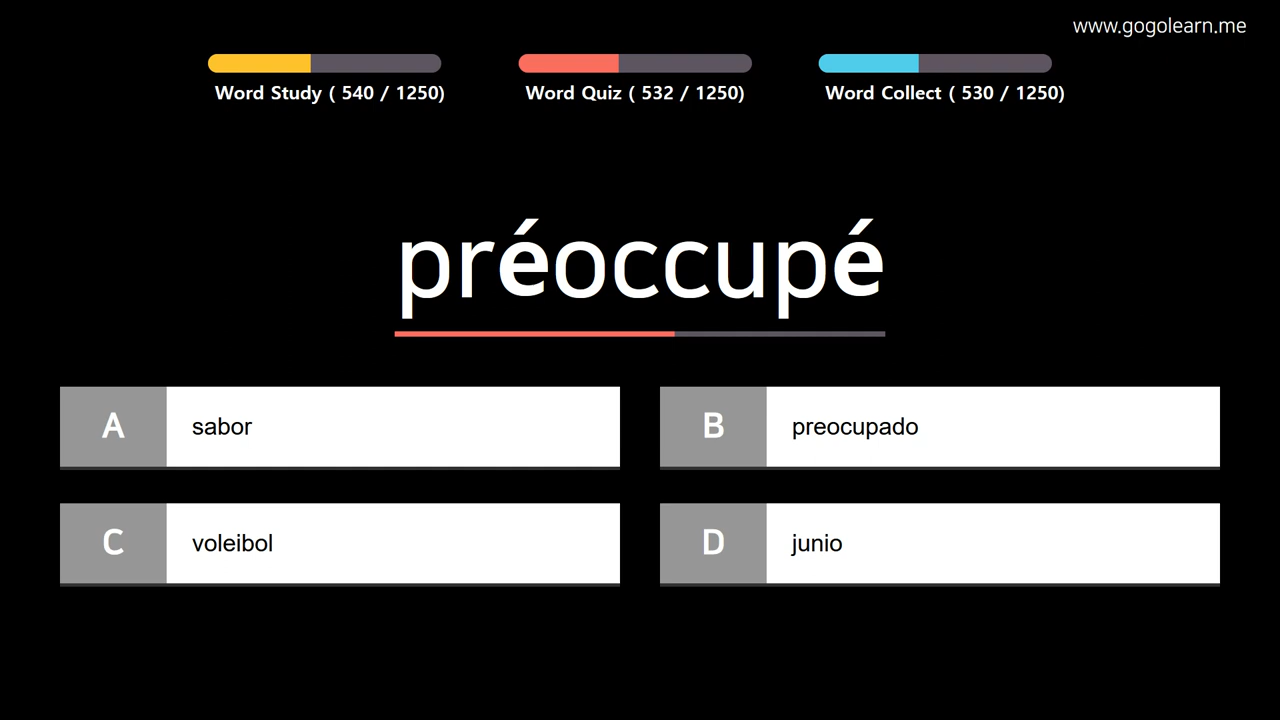 www.gogolearn.me
Word Study ( 540 / 1250)
Word Quiz ( 532 / 1250)
Word Collect ( 530 / 1250)
préoccupé
A sabor
B preocupado
C voleibol
D junio